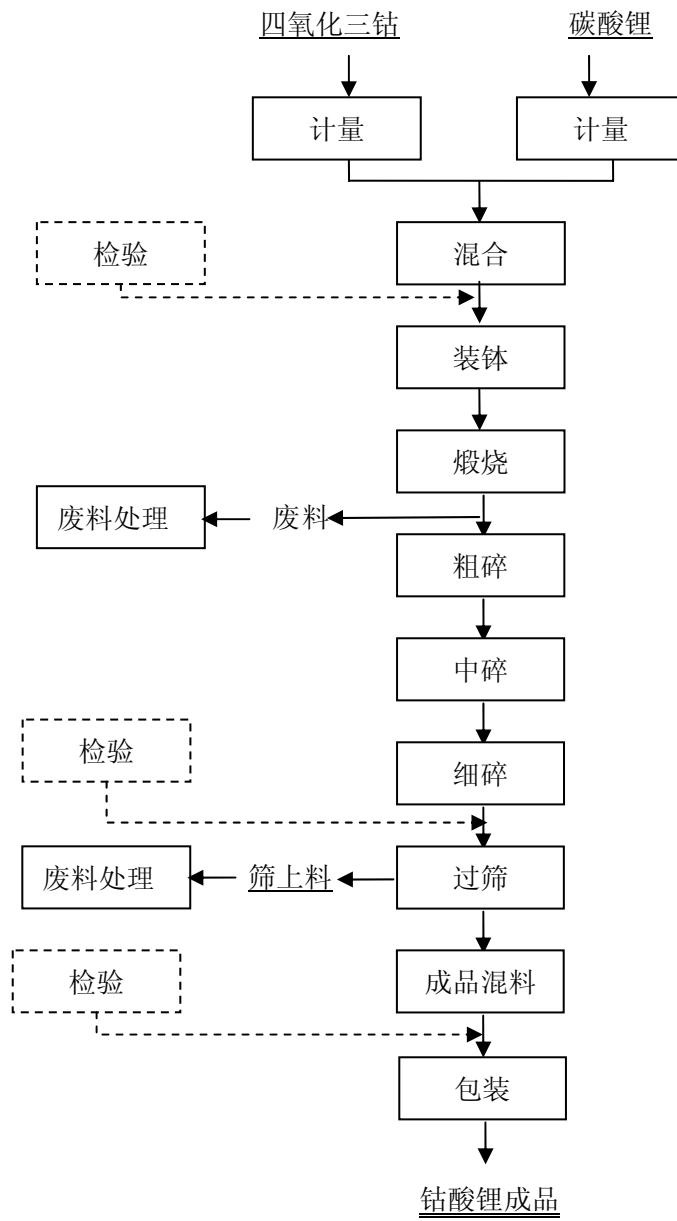 四氧化三钴
碳酸锂
计量
计量
检验
混合
装钵
煅烧
废料处理
废料
粗碎
中碎
检验
细碎
废料处理
筛上料
过筛
检验
成品混料
包装
钴酸锂成品